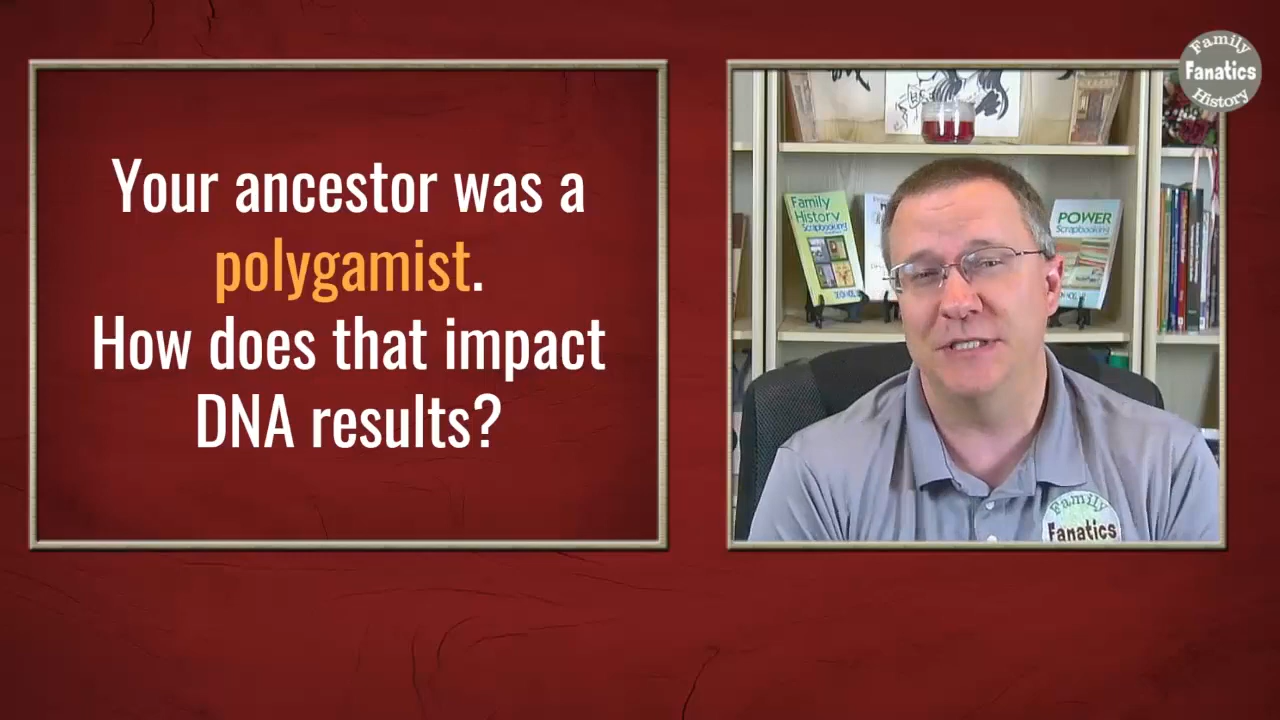 Your ancestor was a
polygamist.
How does that impact
DNA results?
Family
Fanatics
History
Family
History
Scrapbooking
POWER
Scrapbooking
Family
Fanatics